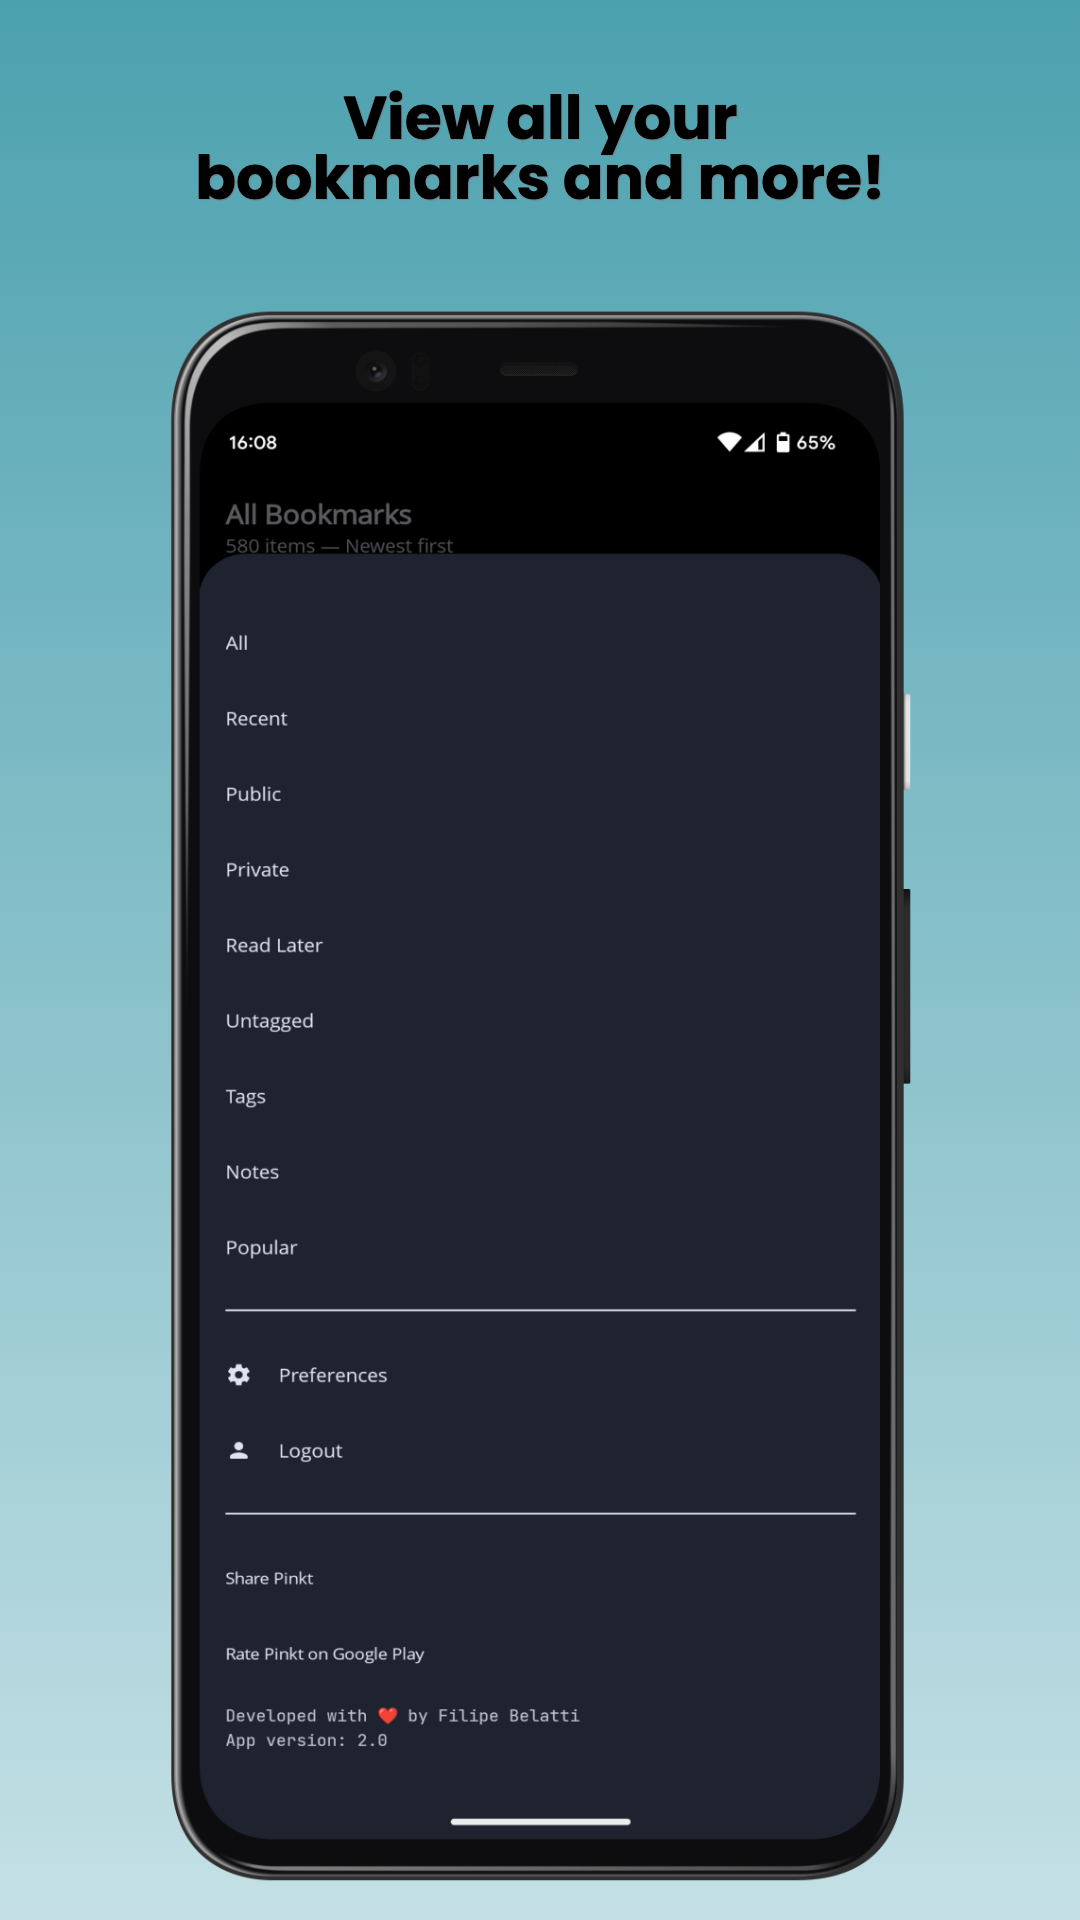 View all your
bookmarks and more!
16:08 65%
All Bookmarks
580 items — Newest first
All
Recent
Public
Private
Read Later
Untagged
Tags
Notes
Popular
Preferences
Logout
Share Pinkt
Rate Pinkt on Google Play
Developed with ❤️ by Filipe Belatti
App version: 2.0